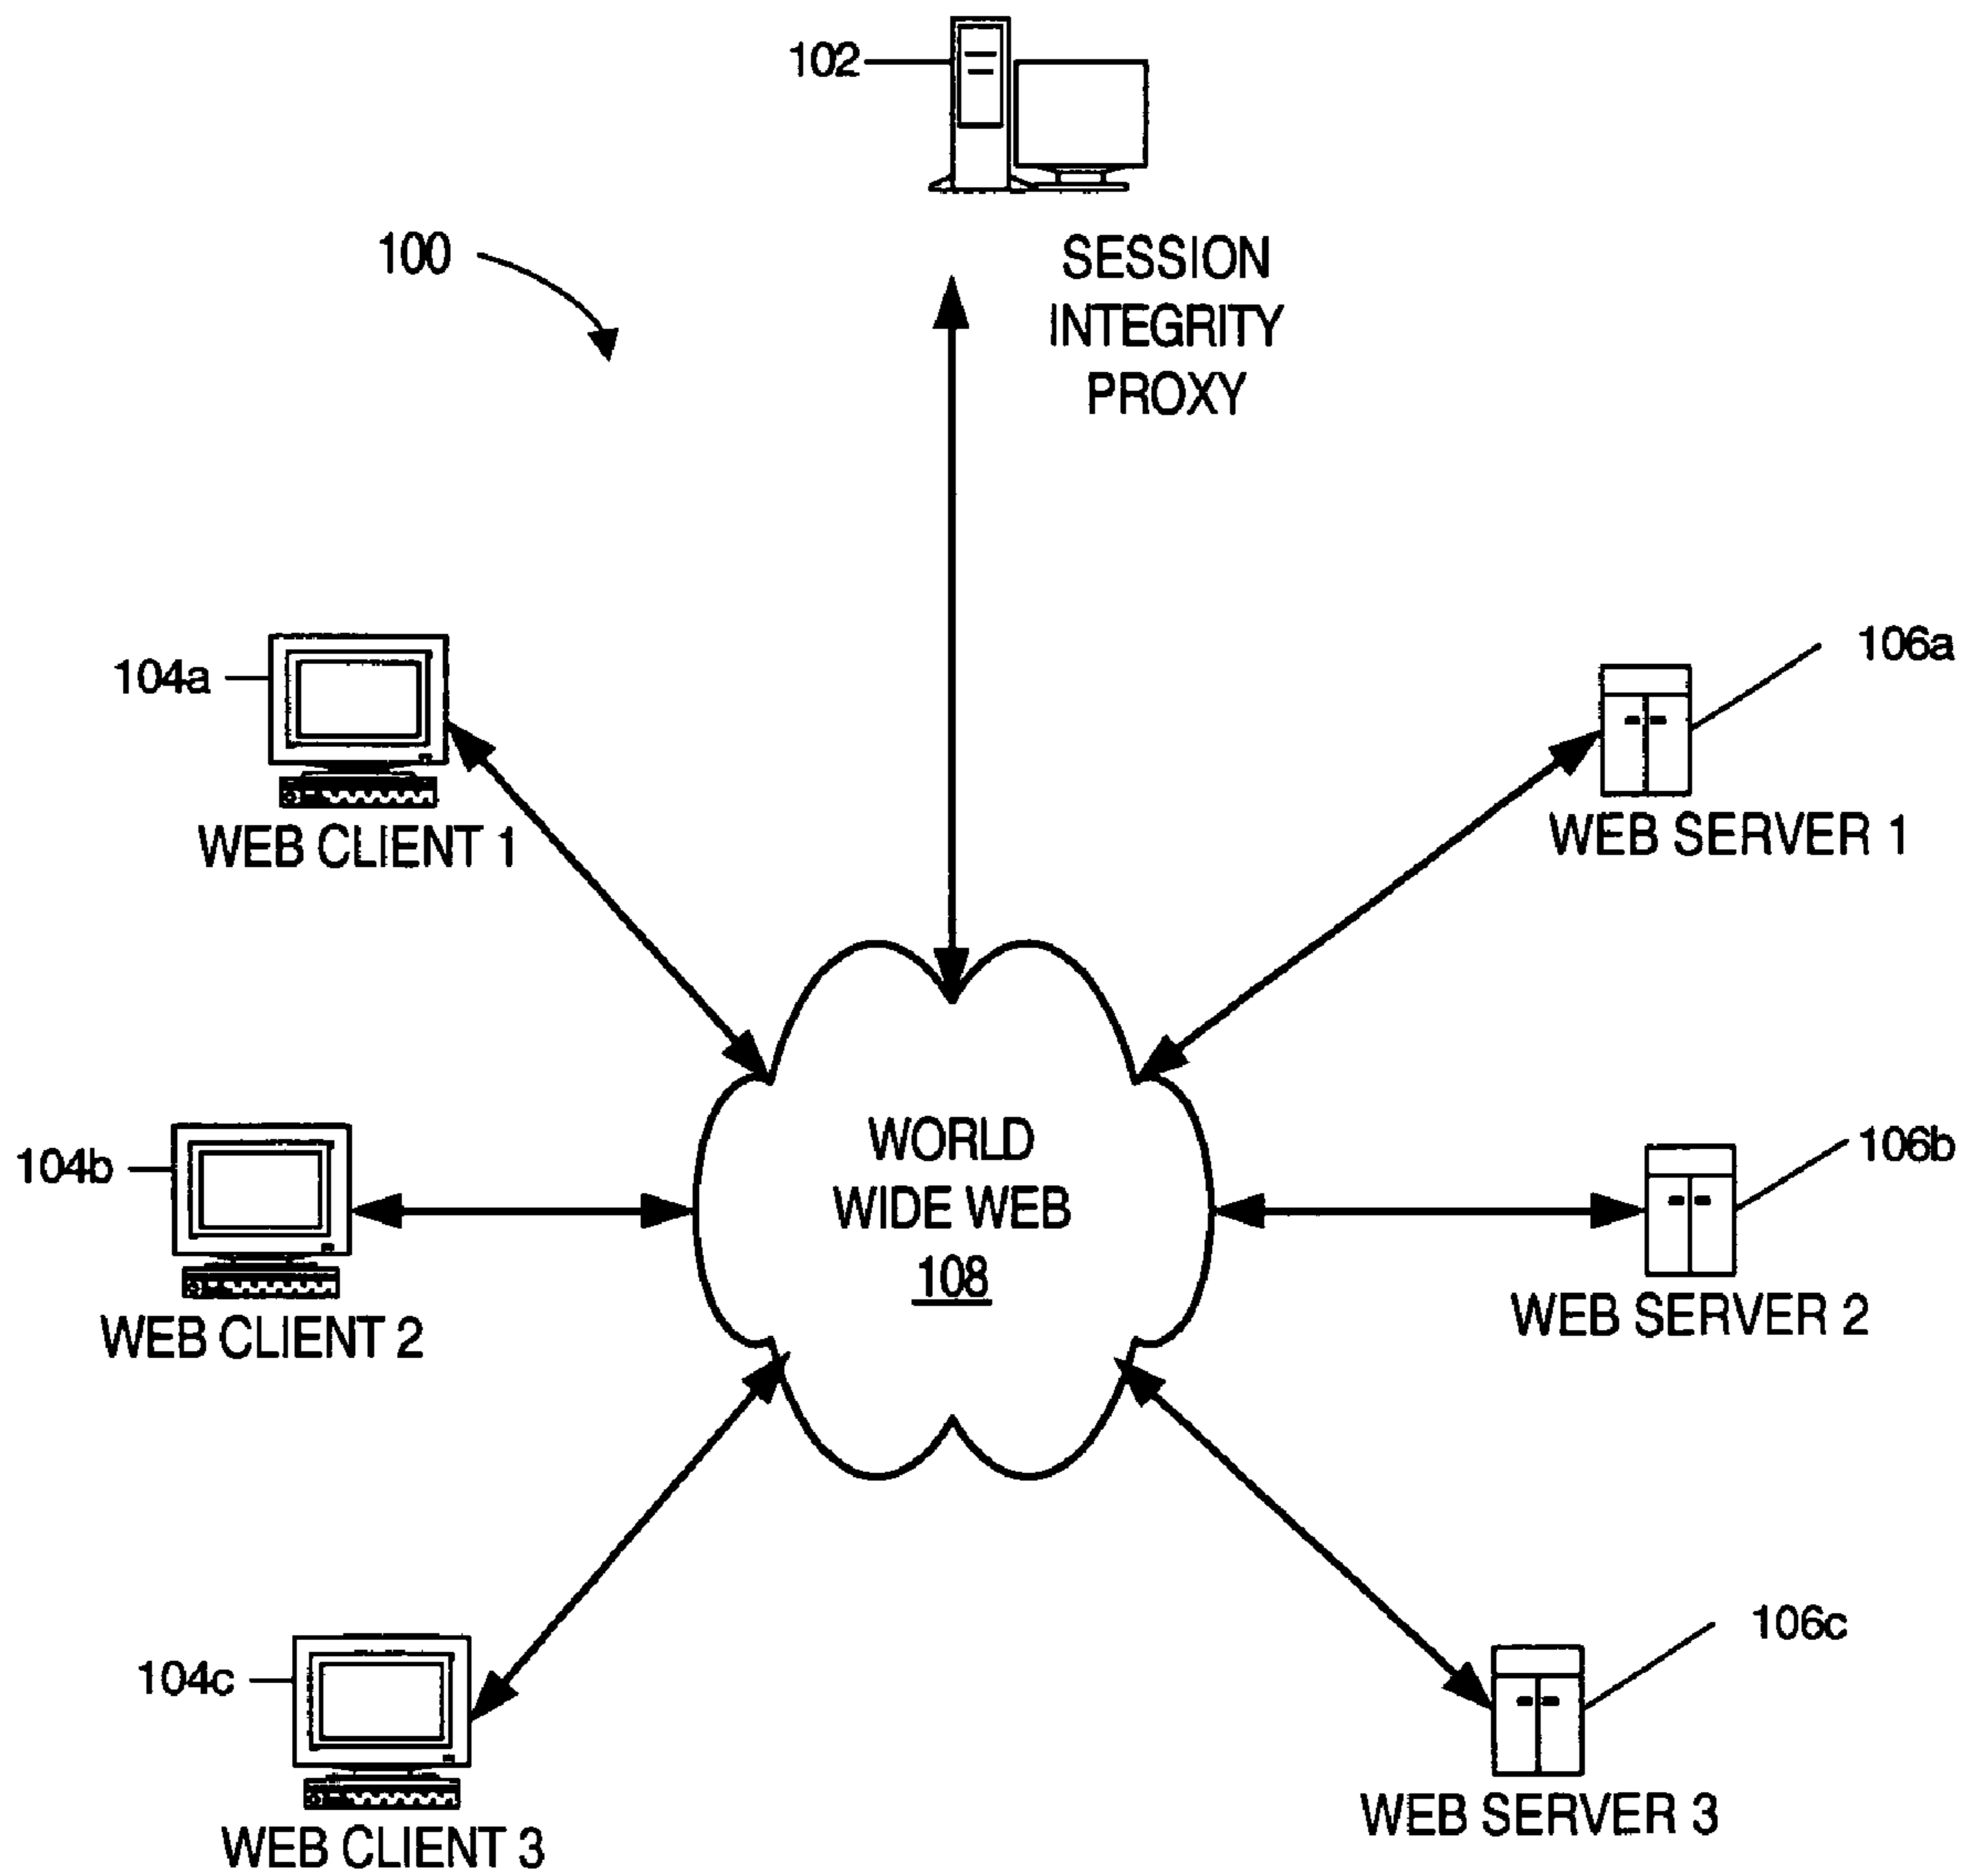 102
SESSION
INTEGRITY
PROXY
100
104a
WEB CLIENT 1
106a
WEB SERVER 1
WORLD
WIDE WEB
108
104b
WEB CLIENT 2
106b
WEB SERVER 2
104c
WEB CLIENT 3
106c
WEB SERVER 3